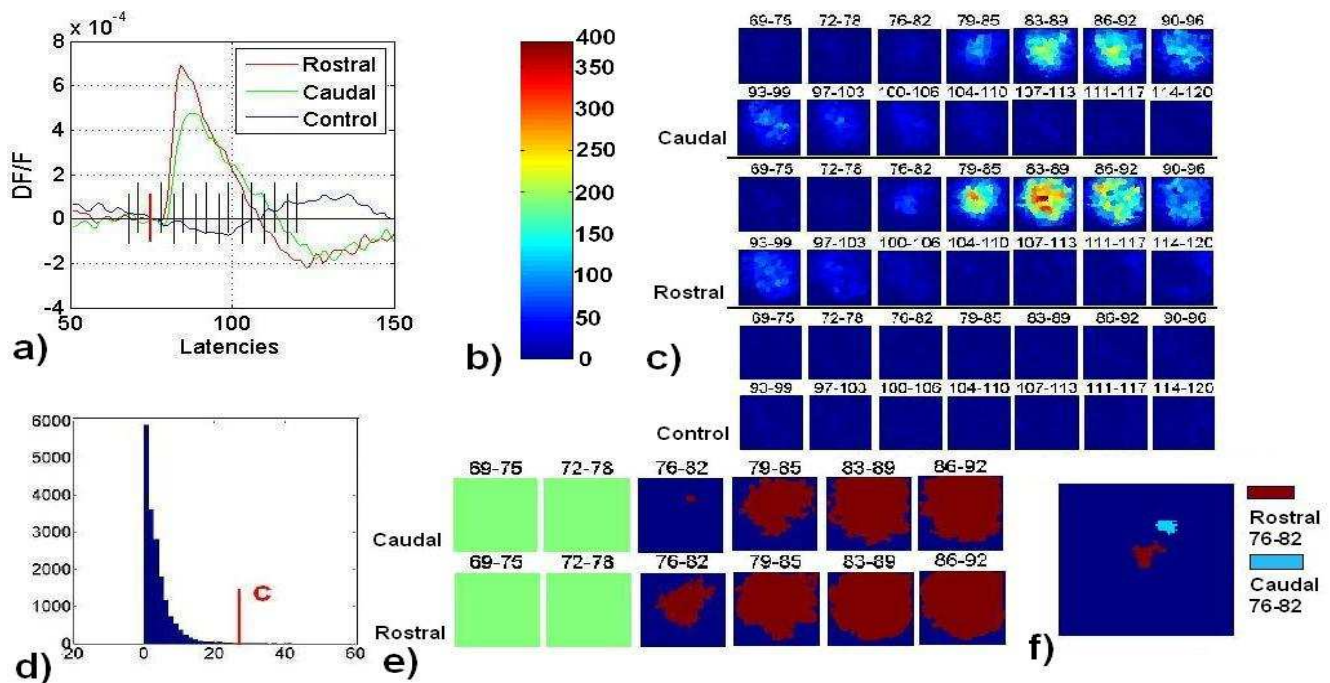 × 10⁻⁴
8
6
4
2
0
-2
-4
DF/F
50 100 150
Latencies
Rostral
Caudal
Control
a)
400
350
300
250
200
150
100
50
0
b)
69-75 72-78 76-82 79-85 83-89 86-92 90-96
93-99 97-103 100-106 104-110 107-113 111-117 114-120
Caudal
69-75 72-78 76-82 79-85 83-89 86-92 90-96
93-99 97-103 100-106 104-110 107-113 111-117 114-120
Rostral
69-75 72-78 76-82 79-85 83-89 86-92 90-96
93-99 97-103 100-106 104-110 107-113 111-117 114-120
Control
c)
6000
5000
4000
3000
2000
1000
0
-20 0 20 40 60
C
d)
69-75 72-78 76-82 79-85 83-89 86-92
Caudal
69-75 72-78 76-82 79-85 83-89 86-92
Rostral
e)
Rostral
76-82
Caudal
76-82
f)